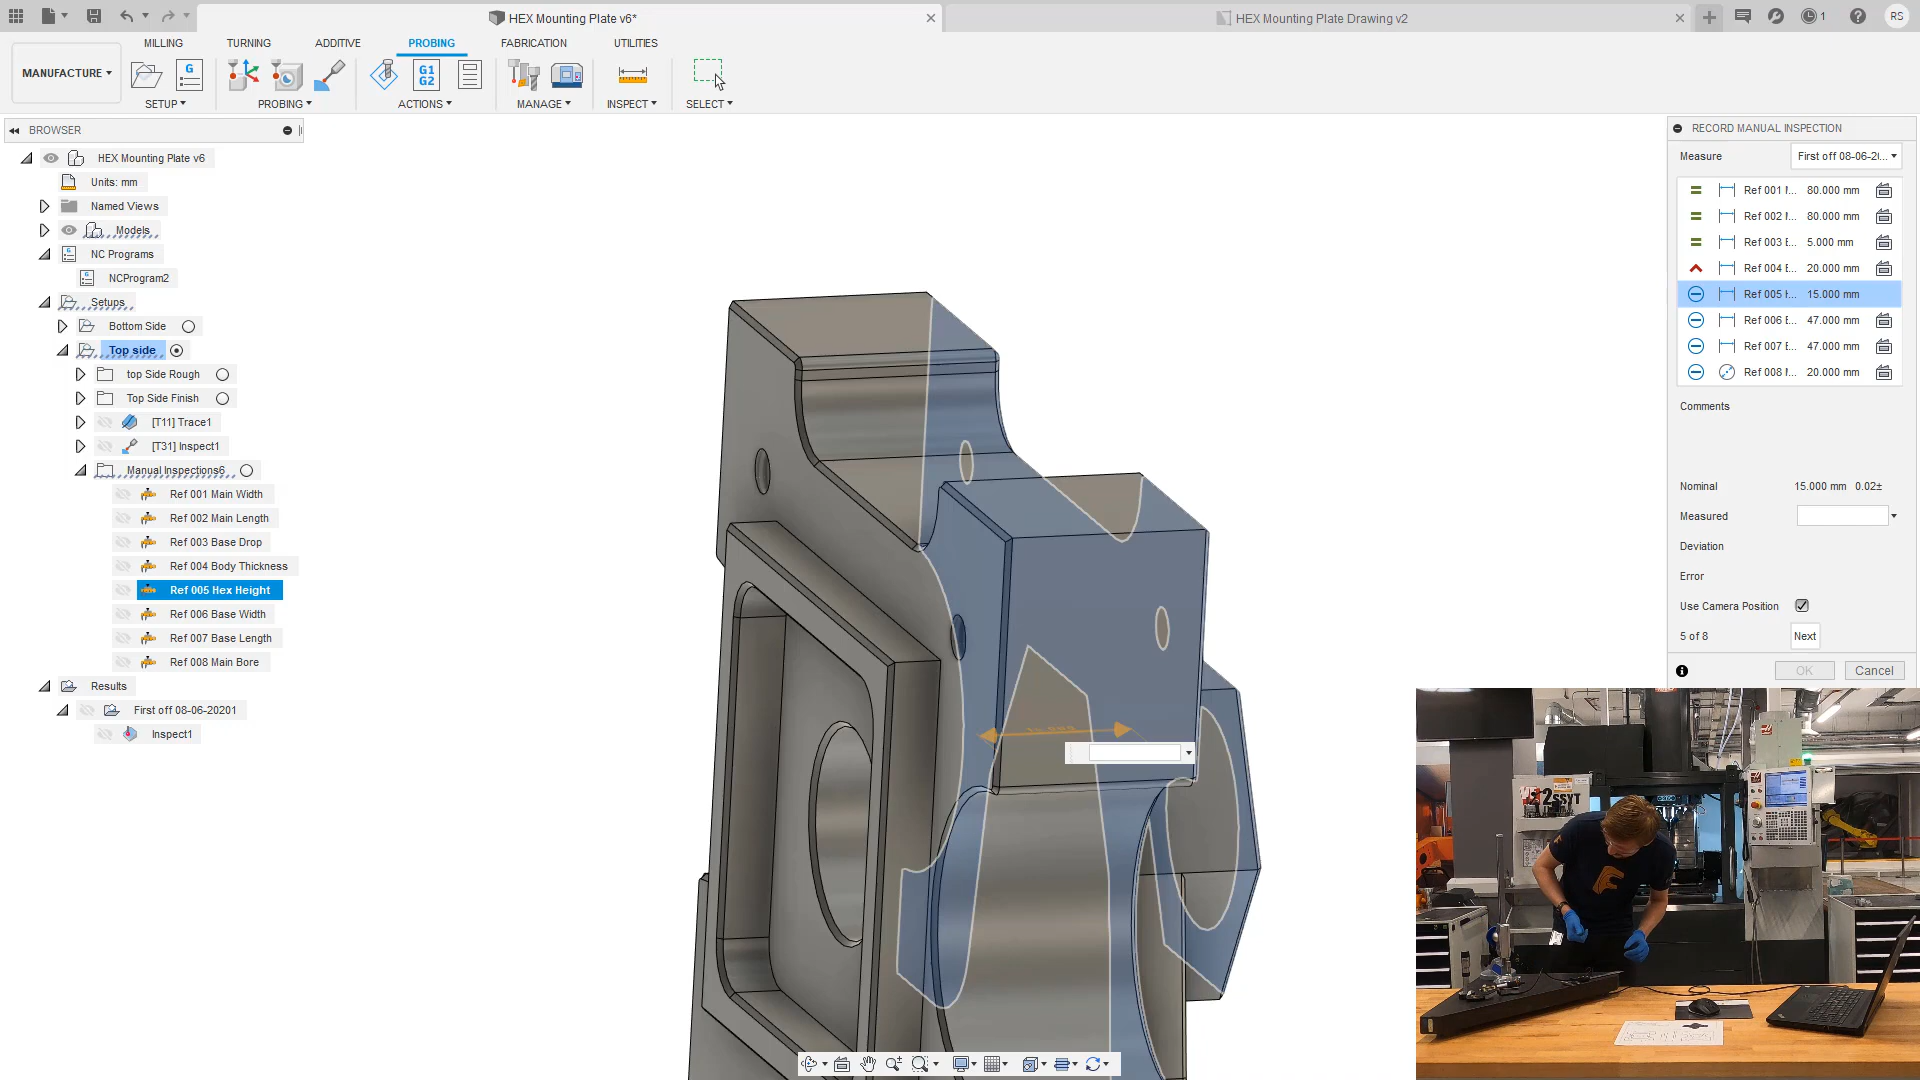 HEX Mounting Plate v6*
HEX Mounting Plate Drawing v2
1
RS
MILLING
TURNING
ADDITIVE
PROBING
FABRICATION
UTILITIES
MANUFACTURE
G
G1
G2
SETUP
PROBING
ACTIONS
MANAGE
INSPECT
SELECT
BROWSER
HEX Mounting Plate v6
Units: mm
Named Views
Models
NC Programs
NCProgram2
Setups
Bottom Side
Top side
top Side Rough
Top Side Finish
[T11] Trace1
[T31] Inspect1
Manual Inspections6
Ref 001 Main Width
Ref 002 Main Length
Ref 003 Base Drop
Ref 004 Body Thickness
Ref 005 Hex Height
Ref 006 Base Width
Ref 007 Base Length
Ref 008 Main Bore
Results
First off 08-06-20201
Inspect1
RECORD MANUAL INSPECTION
Measure
First off 08-06-2(...
Ref 001 M... 80.000 mm
Ref 002 M... 80.000 mm
Ref 003 E... 5.000 mm
Ref 004 E... 20.000 mm
Ref 005 H... 15.000 mm
Ref 006 E... 47.000 mm
Ref 007 E... 47.000 mm
Ref 008 M... 20.000 mm
Comments
Nominal 15.000 mm 0.02±
Measured
Deviation
Error
Use Camera Position
5 of 8
Next
OK
Cancel